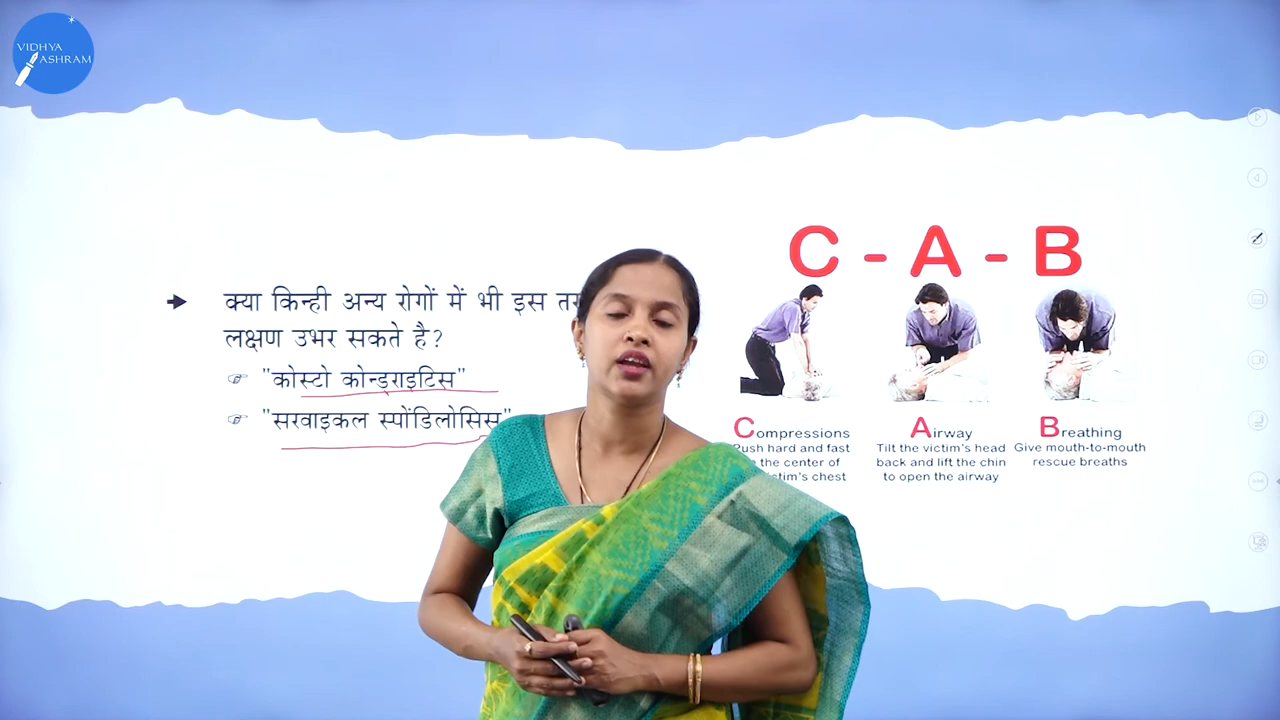 VIDHYA
ASHRAM
क्या किन्ही अन्य रोगों में भी इस
लक्षण उभर सकते है?
"कोस्टो कोन्ड्राइटिस"
"सरवाइकल स्पोंडिलोसिस"
C - A - B
Compressions
Push hard and fast
the center of
victim's chest
Airway
Tilt the victim's head
back and lift the chin
to open the airway
Breathing
Give mouth-to-mouth
rescue breaths